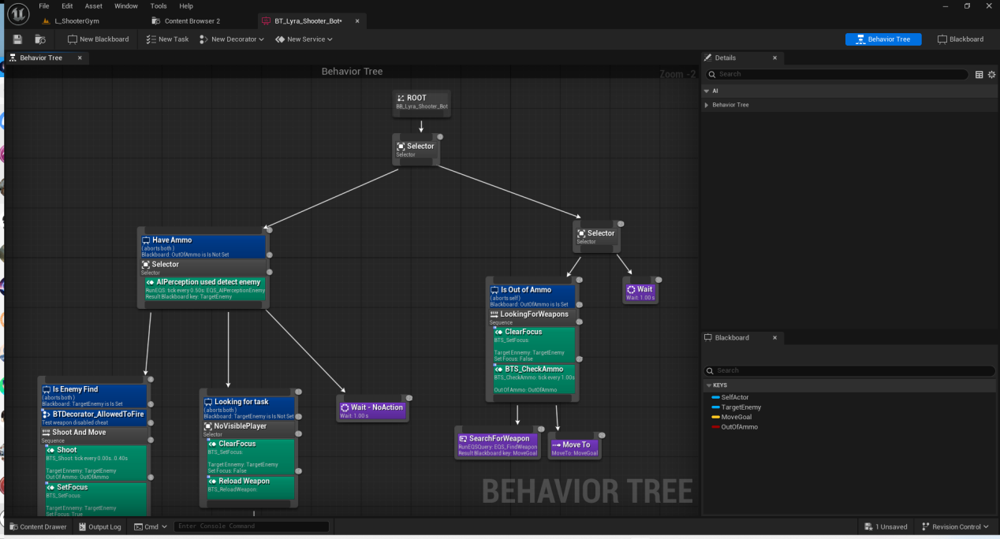 File Edit Asset Window Tools Help
L_ShooterGym Content Browser 2 BT_Lyra_Shooter_Bot•
New Blackboard New Task New Decorator New Service Behavior Tree Blackboard
Behavior Tree
Behavior Tree
Zoom -2
ROOT
BB_Lyra_Shooter_Bot
Selector
Selector
Have Ammo
( aborts both )
Blackboard: OutOfAmmo is Is Not Set
Selector
Selector
AIPerception used detect enemy
RunEQS: tick every 0.50s: EQS_AIPerceptionEnemy
Result Blackboard key: TargetEnemy
Selector
Selector
Is Out of Ammo
( aborts self )
Blackboard: OutOfAmmo is Is Set
LookingForWeapons
Sequence
ClearFocus
BTS_SetFocus:
Target Ennemy: TargetEnemy
Set Focus: False
BTS_CheckAmmo
BTS_CheckAmmo: tick every 1.00s
Out Of Ammo: OutOfAmmo
Wait
Wait: 1.00 s
Is Enemy Find
( aborts both )
Blackboard: TargetEnemy is Is Set
BTDecorator_AllowedToFire
Test weapon disabled cheat
Shoot And Move
Sequence
Shoot
BTS_Shoot: tick every 0.00s..0.40s
Target Ennemy: TargetEnemy
Out Of Ammo: OutOfAmmo
SetFocus
BTS_SetFocus:
Target Ennemy: TargetEnemy
Set Focus: True
Looking for task
( aborts both )
Blackboard: TargetEnemy is Is Not Set
NoVisiblePlayer
Selector
ClearFocus
BTS_SetFocus:
Target Ennemy: TargetEnemy
Set Focus: False
Reload Weapon
BTS_ReloadWeapon:
Wait - NoAction
Wait: 1.00 s
SearchForWeapon
RunEQSQuery: EQS_FindWeapon
Result Blackboard key: MoveGoal
Move To
MoveTo: MoveGoal
BEHAVIOR TREE
Details
Search
AI
Behavior Tree
Blackboard
Search
KEYS
SelfActor
TargetEnemy
MoveGoal
OutOfAmmo
Content Drawer Output Log Cmd Enter Console Command 1 Unsaved Revision Control